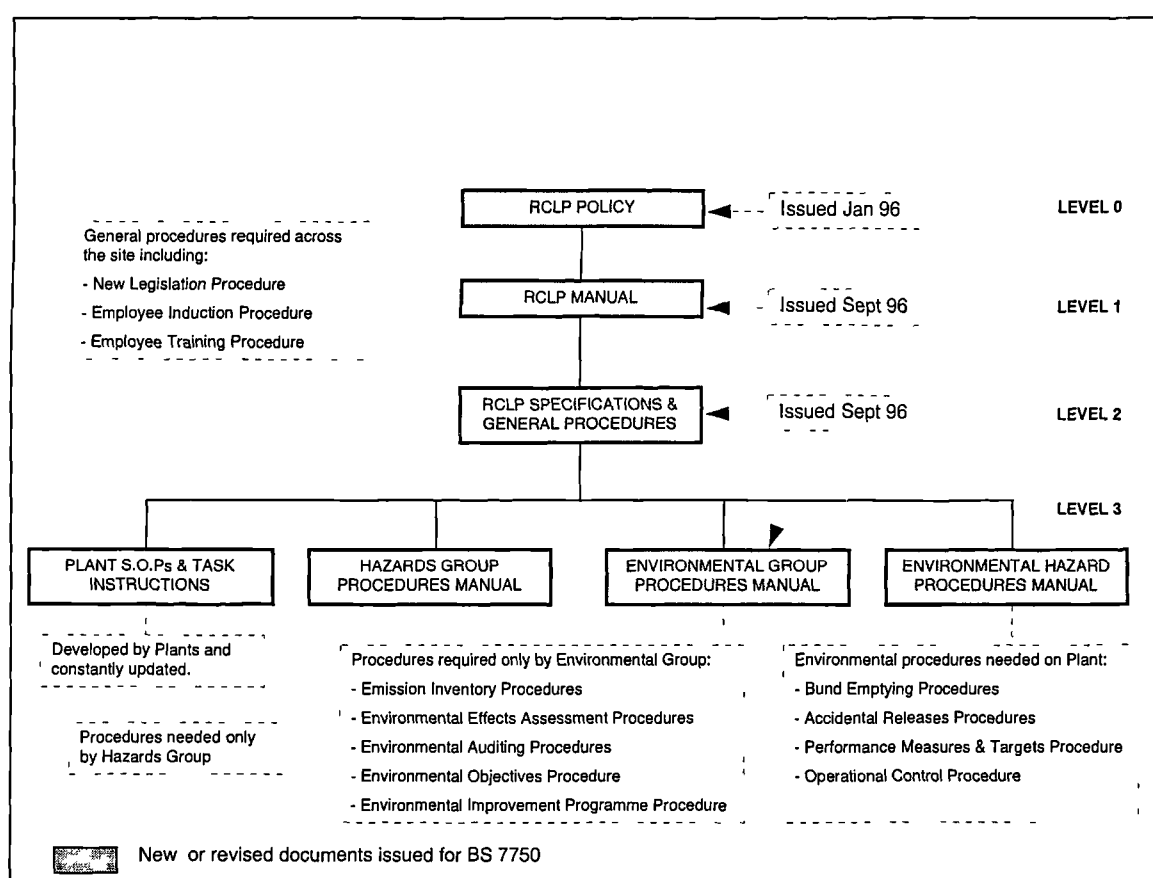 RCLP POLICY
Issued Jan 96
LEVEL 0
General procedures required across
the site including:
- New Legislation Procedure
- Employee Induction Procedure
- Employee Training Procedure
RCLP MANUAL
Issued Sept 96
LEVEL 1
RCLP SPECIFICATIONS &
GENERAL PROCEDURES
Issued Sept 96
LEVEL 2
LEVEL 3
PLANT S.O.Ps & TASK
INSTRUCTIONS
HAZARDS GROUP
PROCEDURES MANUAL
ENVIRONMENTAL GROUP
PROCEDURES MANUAL
ENVIRONMENTAL HAZARD
PROCEDURES MANUAL
Developed by Plants and
constantly updated.
Procedures needed only
by Hazards Group
Procedures required only by Environmental Group:
- Emission Inventory Procedures
- Environmental Effects Assessment Procedures
- Environmental Auditing Procedures
- Environmental Objectives Procedure
- Environmental Improvement Programme Procedure
Environmental procedures needed on Plant:
- Bund Emptying Procedures
- Accidental Releases Procedures
- Performance Measures & Targets Procedure
- Operational Control Procedure
New or revised documents issued for BS 7750